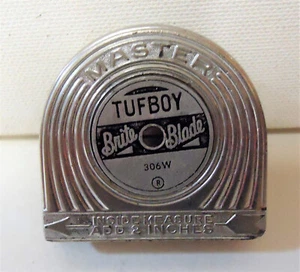 MASTER
TUFBOY
Brite Blade
306W
R
INSIDE MEASURE
ADD 2 INCHES